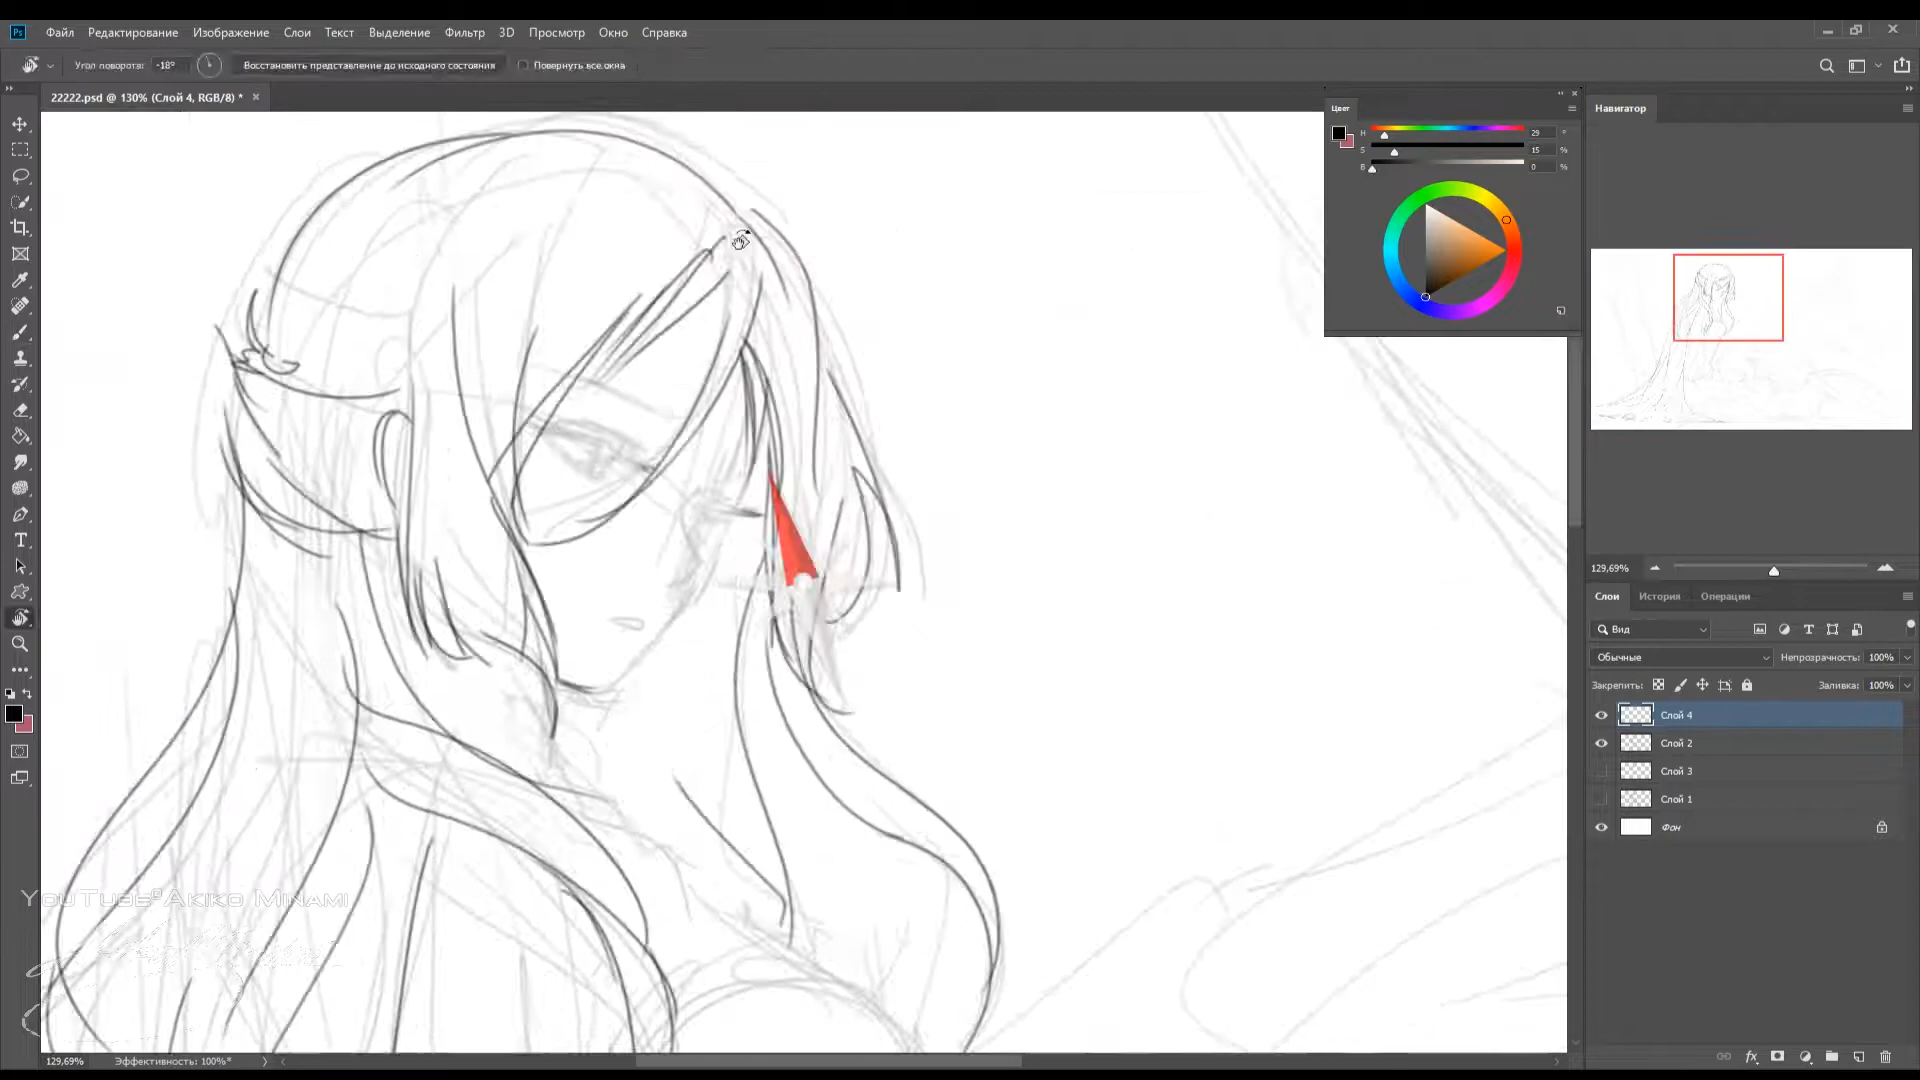 Ps Файл Редактирование Изображение Слои Текст Выделение Фильтр 3D Просмотр Окно Справка
Угол поворота: -18° Восстановить представление до исходного состояния Повернуть все окна
22222.psd @ 130% (Слой 4, RGB/8) *
Цвет
H 29 °
S 15 %
B 0 %
Навигатор
129,69%
Слои История Операции
Вид
Обычные Непрозрачность: 100%
Закрепить: Заливка: 100%
Слой 4
Слой 2
Слой 3
Слой 1
Фон
YouTube Akiko Minami
129,69% Эффективность: 100%*